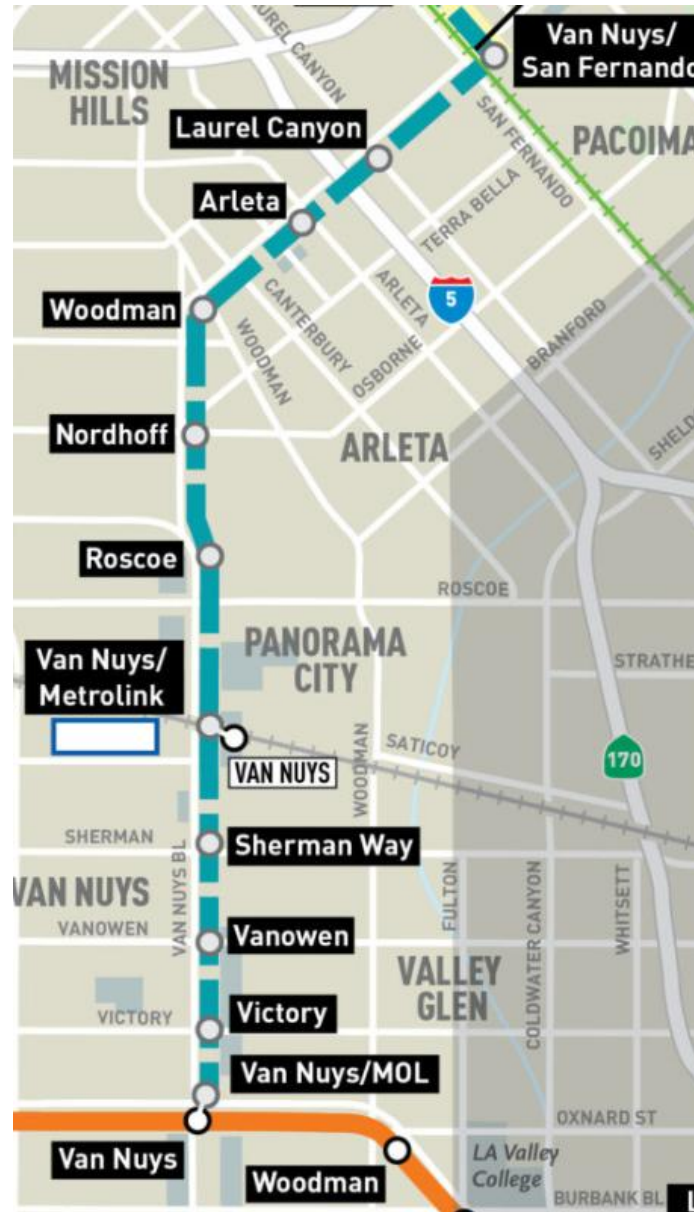 LAUREL CANYON
Van Nuys/
San Fernando
MISSION
HILLS
Laurel Canyon
SAN FERNANDO
PACOIMA
Arleta
TERRA BELLA
5
Woodman
CANTERBURY
ARLETA
OSBORNE
BRANFORD
WOODMAN
Nordhoff
ARLETA
SHELD
Roscoe
ROSCOE
PANORAMA
CITY
Van Nuys/
Metrolink
STRATHE
VAN NUYS
SATICOY
WOODMAN
170
SHERMAN
VAN NUYS BL
Sherman Way
VAN NUYS
VANOWEN
Vanowen
FULTON
COLDWATER CANYON
WHITSETT
VALLEY
GLEN
VICTORY
Victory
Van Nuys/MOL
OXNARD ST
Van Nuys
Woodman
LA Valley
College
BURBANK BL